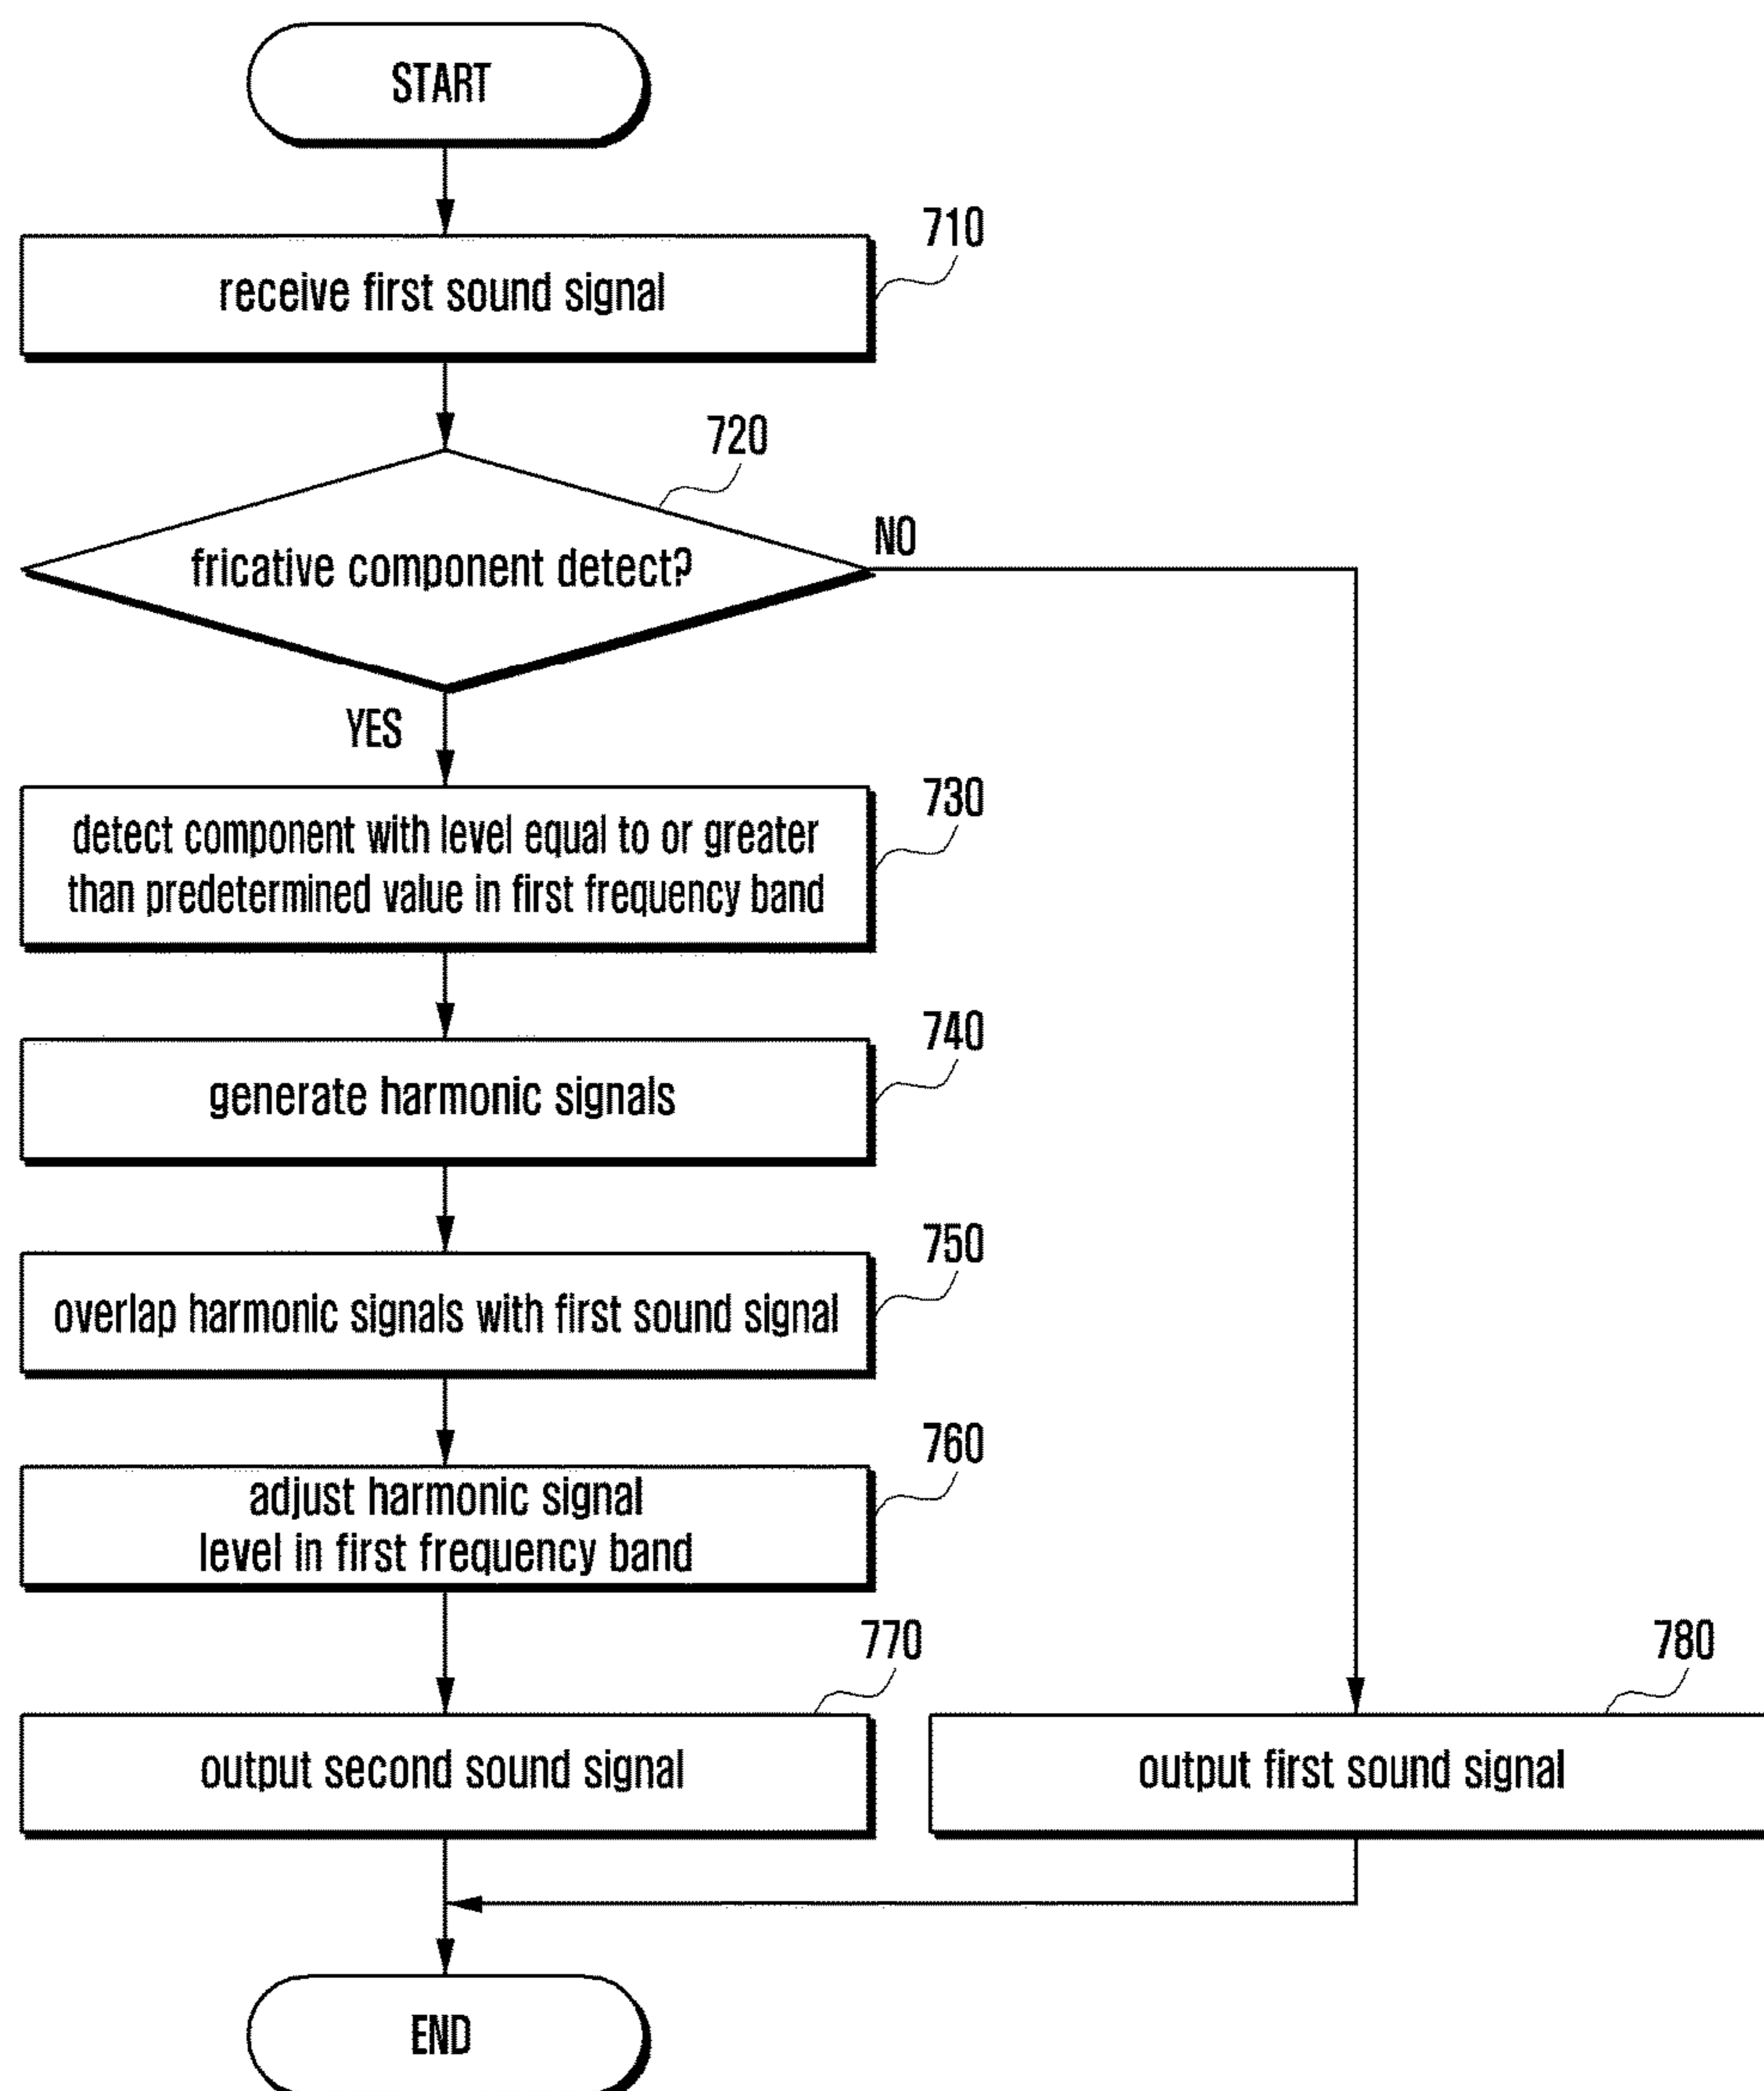 START
710
receive first sound signal
720
fricative component detect?
NO
YES
730
detect component with level equal to or greater
than predetermined value in first frequency band
740
generate harmonic signals
750
overlap harmonic signals with first sound signal
760
adjust harmonic signal
level in first frequency band
770
output second sound signal
780
output first sound signal
END